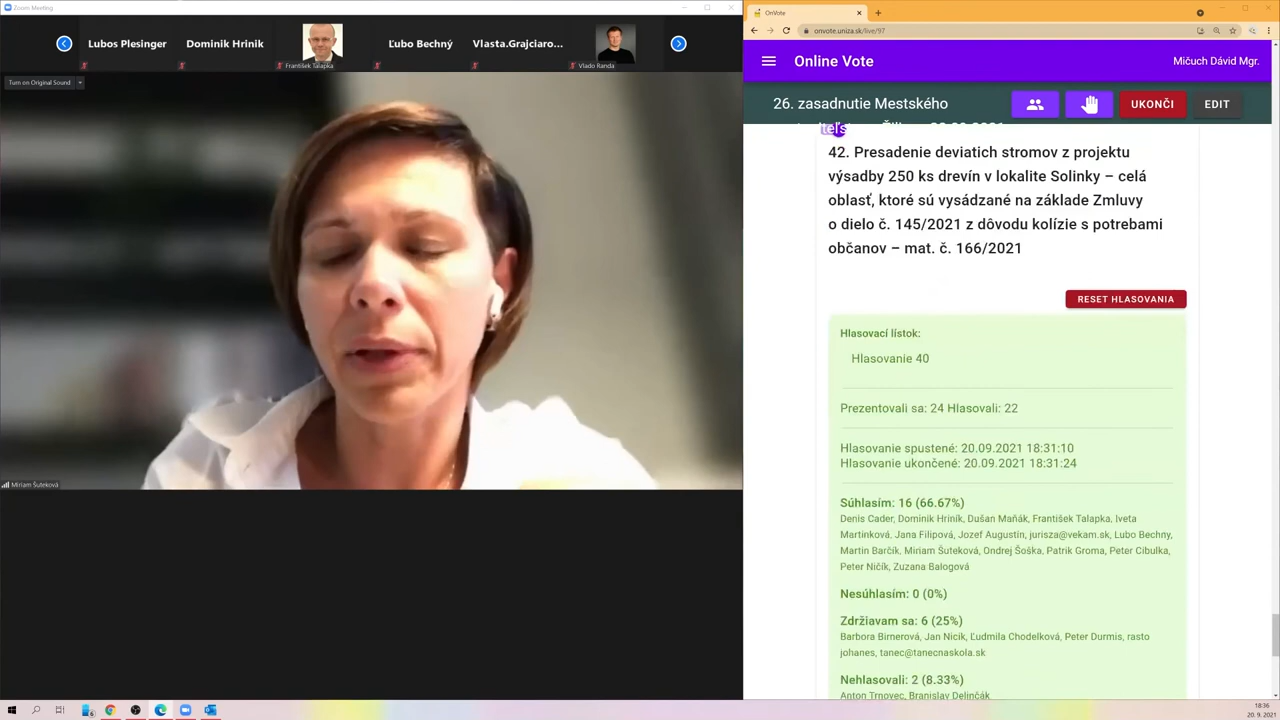 Zoom Meeting
Lubos Plesinger
Dominik Hrinik
František Talapka
Ľubo Bechný
Vlasta.Grajciaro...
Vlado Randa
Turn on Original Sound
Miriam Šuteková
OnVote
onvote.uniza.sk/live/97
Online Vote
Mičuch Dávid Mgr.
26. zasadnutie Mestského
UKONČI
EDIT
42. Presadenie deviatich stromov z projektu
výsadby 250 ks drevín v lokalite Solinky – celá
oblasť, ktoré sú vysádzané na základe Zmluvy
o dielo č. 145/2021 z dôvodu kolízie s potrebami
občanov – mat. č. 166/2021
RESET HLASOVANIA
Hlasovací lístok:
Hlasovanie 40
Prezentovali sa: 24 Hlasovali: 22
Hlasovanie spustené: 20.09.2021 18:31:10
Hlasovanie ukončené: 20.09.2021 18:31:24
Súhlasím: 16 (66.67%)
Denis Cader, Dominik Hriník, Dušan Maňák, František Talapka, Iveta
Martinková, Jana Filipová, Jozef Augustín, jurisza@vekam.sk, Lubo Bechny,
Martin Barčík, Miriam Šuteková, Ondrej Šoška, Patrik Groma, Peter Cibulka,
Peter Ničík, Zuzana Balogová
Nesúhlasím: 0 (0%)
Zdržiavam sa: 6 (25%)
Barbora Birnerová, Jan Nicik, Ľudmila Chodelková, Peter Durmis, rasto
johanes, tanec@tanecnaskola.sk
Nehlasovali: 2 (8.33%)
Anton Trnovec, Branislav Delinčák
18:36
20. 9. 2021